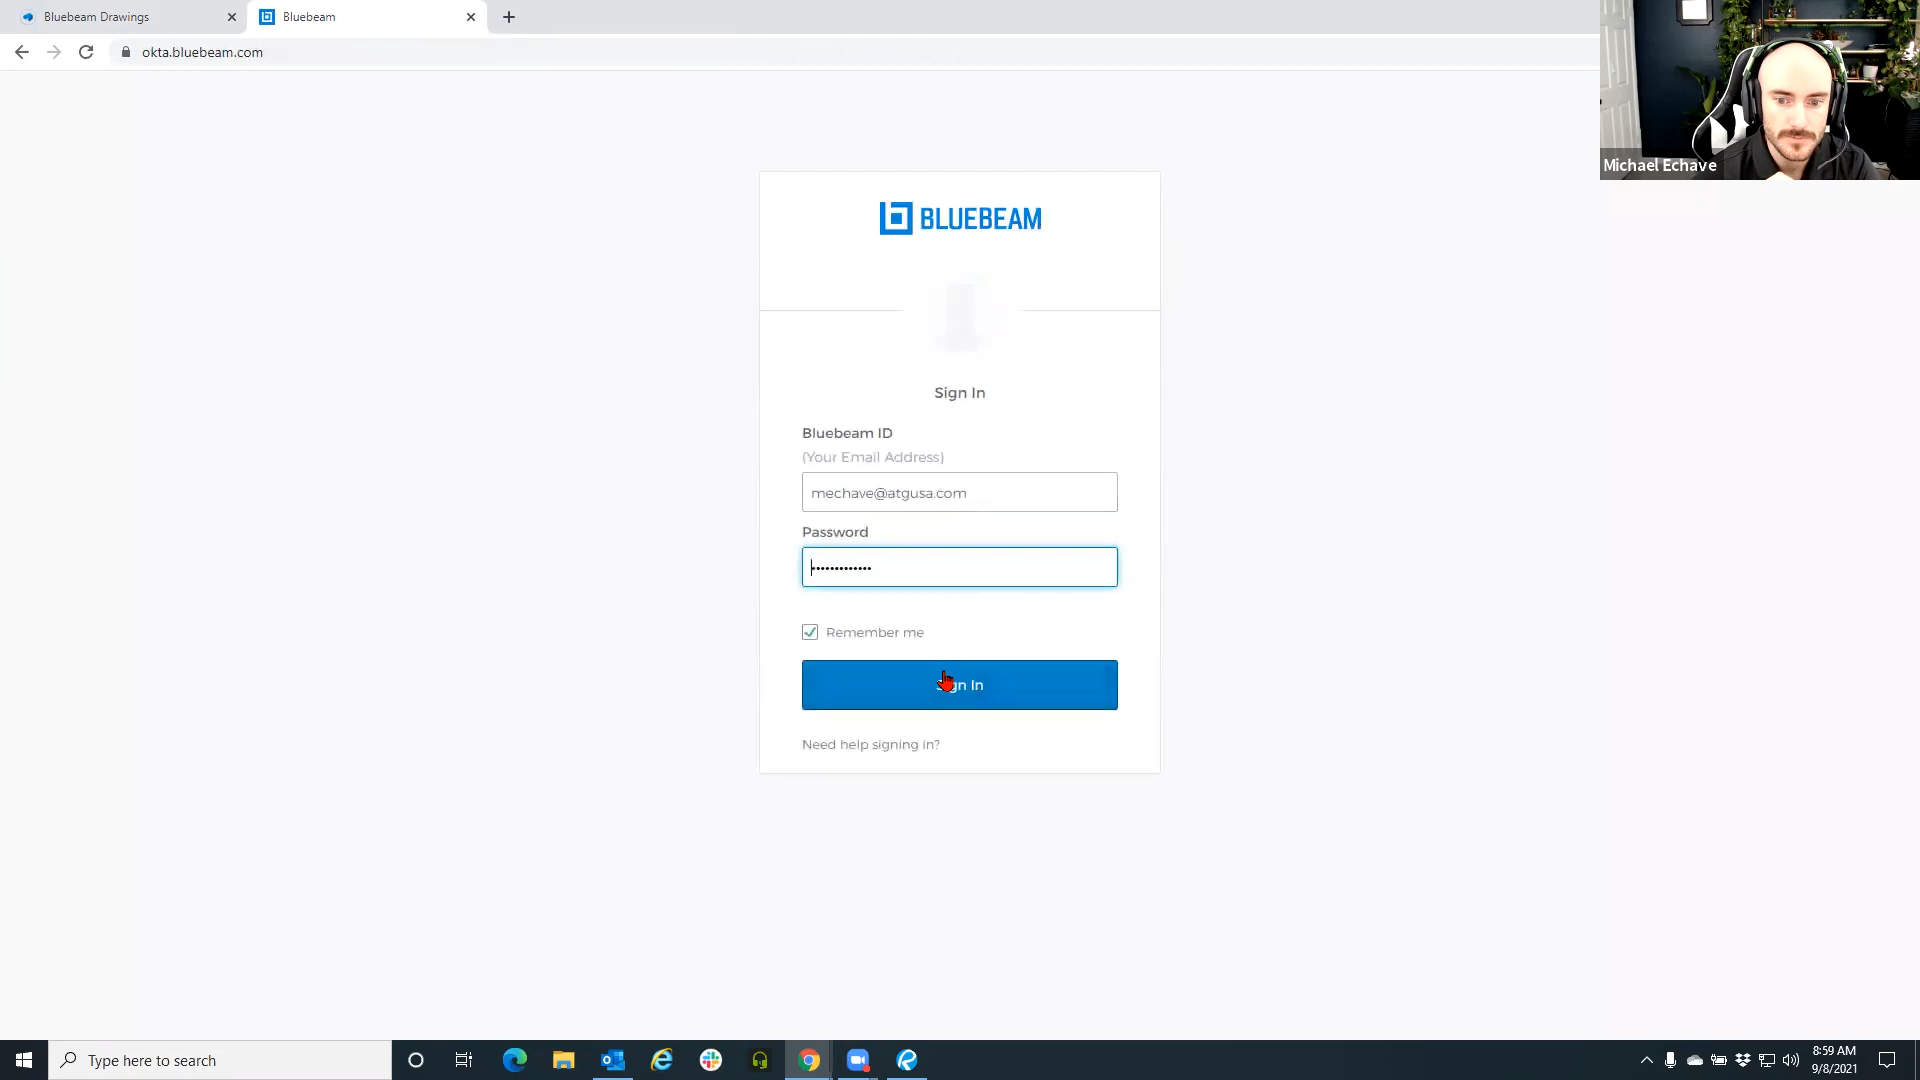 Bluebeam Drawings
Bluebeam
okta.bluebeam.com
Michael Echave
BLUEBEAM
Sign In
Bluebeam ID
(Your Email Address)
mechave@atgusa.com
Password
•••••••••••••
Remember me
Sign In
Need help signing in?
Type here to search
8:59 AM
9/8/2021